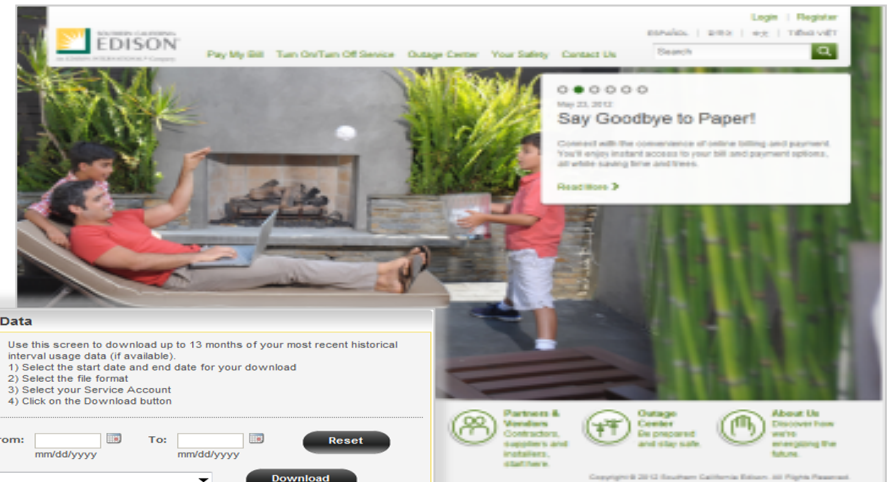 Login | Register
SOUTHERN CALIFORNIA
EDISON
An EDISON INTERNATIONAL Company
ESPAÑOL | | 中文 | TIẾNG VIỆT
Pay My Bill Turn On/Turn Off Service Outage Center Your Safety Contact Us
Search
May 23, 2012
Say Goodbye to Paper!
Connect with the convenience of online billing and payment.
You'll enjoy instant access to your bill and payment options,
all while saving time and trees.
Read More
Data
Use this screen to download up to 13 months of your most recent historical
interval usage data (if available).
1) Select the start date and end date for your download
2) Select the file format
3) Select your Service Account
4) Click on the Download button
rom: To: Reset
mm/dd/yyyy mm/dd/yyyy
Download
Partners &
Vendors
Contractors,
suppliers and
installers,
start here.
Outage
Center
Be prepared
and stay safe.
About Us
Discover how
we're
energizing the
future.
Copyright © 2012 Southern California Edison. All Rights Reserved.